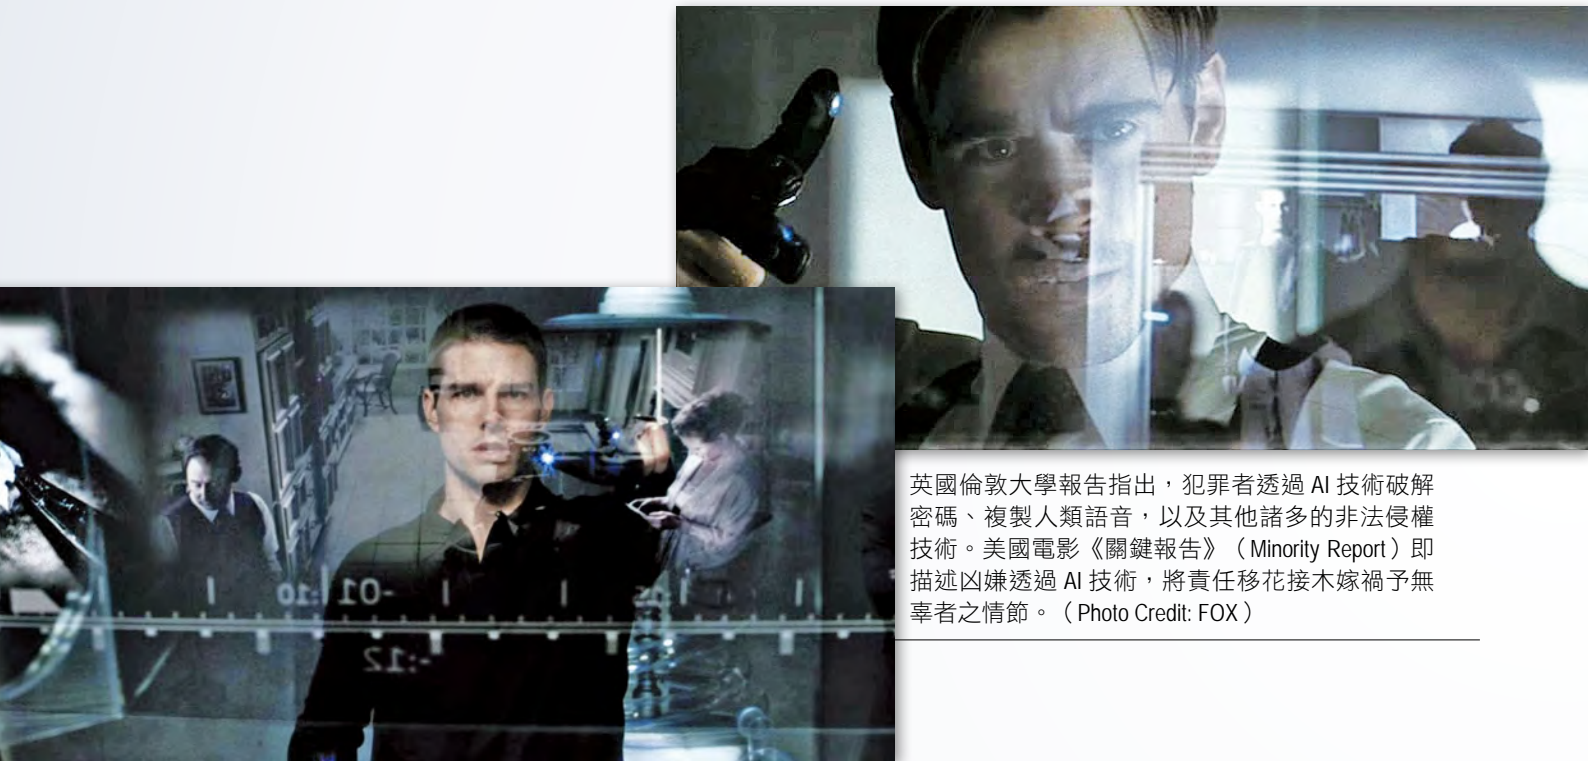 英國倫敦大學報告指出，犯罪者透過 AI 技術破解
密碼、複製人類語音，以及其他諸多的非法侵權
技術。美國電影《關鍵報告》（Minority Report）即
描述凶嫌透過 AI 技術，將責任移花接木嫁禍予無
辜者之情節。（Photo Credit: FOX）